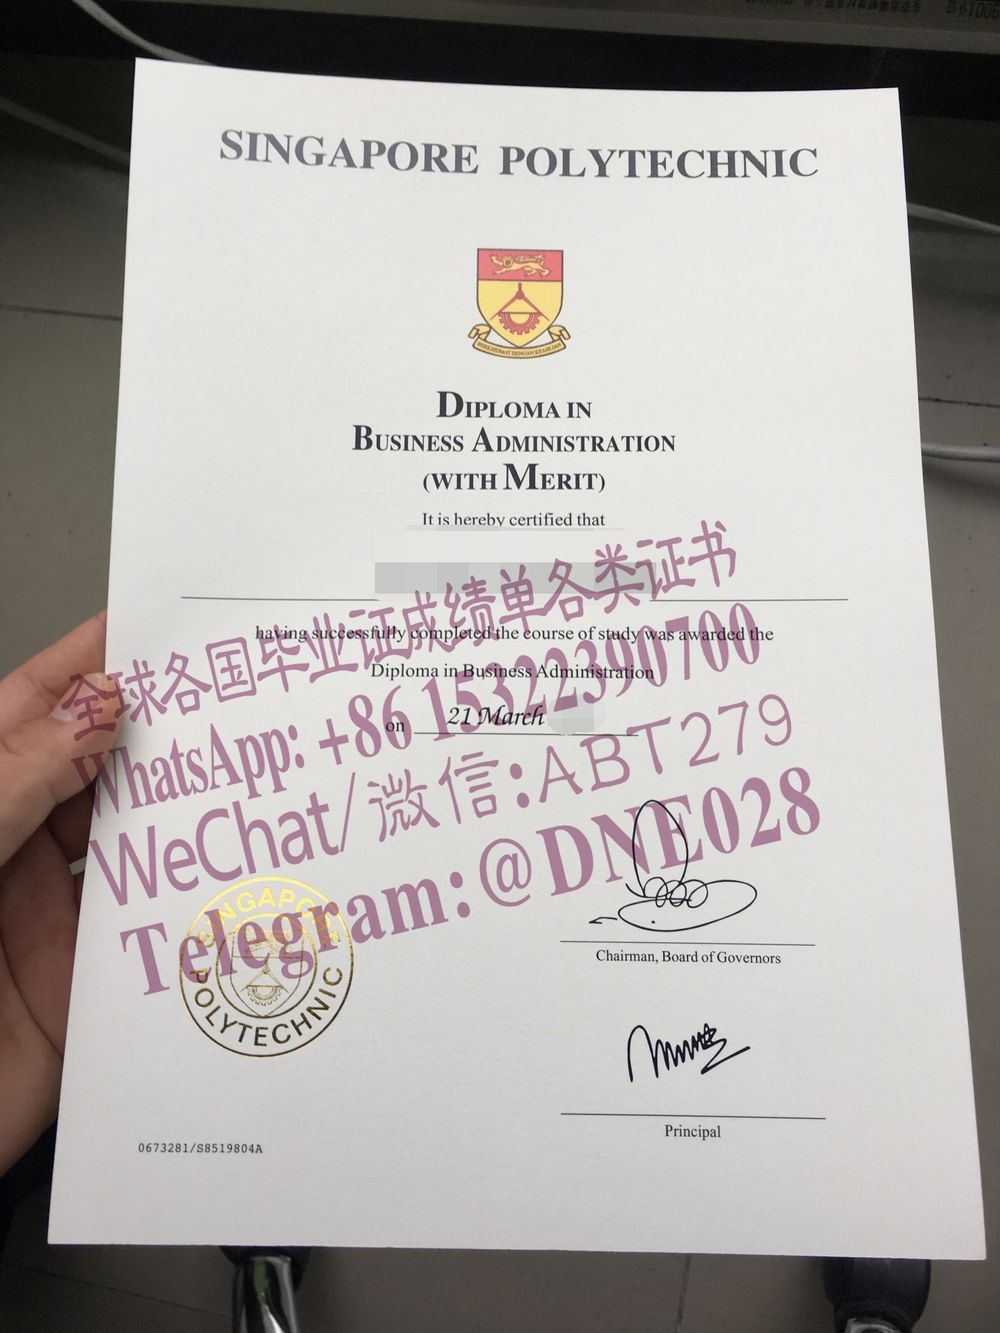 SINGAPORE POLYTECHNIC
BERKHIDMAT DENGAN KEAHLIAN
DIPLOMA IN
BUSINESS ADMINISTRATION
(WITH MERIT)
It is hereby certified that
全球各国毕业证成绩单各类证书
having successfully completed the course of study was awarded the
Diploma in Business Administration
on 21 March
WhatsApp: +86 15322390700
WeChat/微信:ABT279
Telegram:@DNE028
SINGAPORE
POLYTECHNIC
Chairman, Board of Governors
Principal
0673281/S8519804A